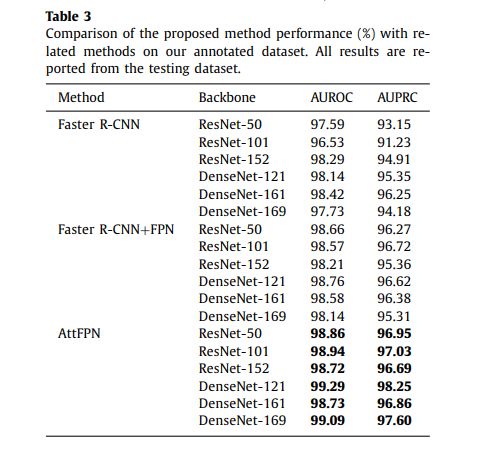 Table 3
Comparison of the proposed method performance (%) with re-
lated methods on our annotated dataset. All results are re-
ported from the testing dataset.
Method Backbone AUROC AUPRC
Faster R-CNN ResNet-50 97.59 93.15
ResNet-101 96.53 91.23
ResNet-152 98.29 94.91
DenseNet-121 98.14 95.35
DenseNet-161 98.42 96.25
DenseNet-169 97.73 94.18
Faster R-CNN+FPN ResNet-50 98.66 96.27
ResNet-101 98.57 96.72
ResNet-152 98.21 95.36
DenseNet-121 98.76 96.62
DenseNet-161 98.58 96.38
DenseNet-169 98.14 95.31
AttFPN ResNet-50 98.86 96.95
ResNet-101 98.94 97.03
ResNet-152 98.72 96.69
DenseNet-121 99.29 98.25
DenseNet-161 98.73 96.86
DenseNet-169 99.09 97.60